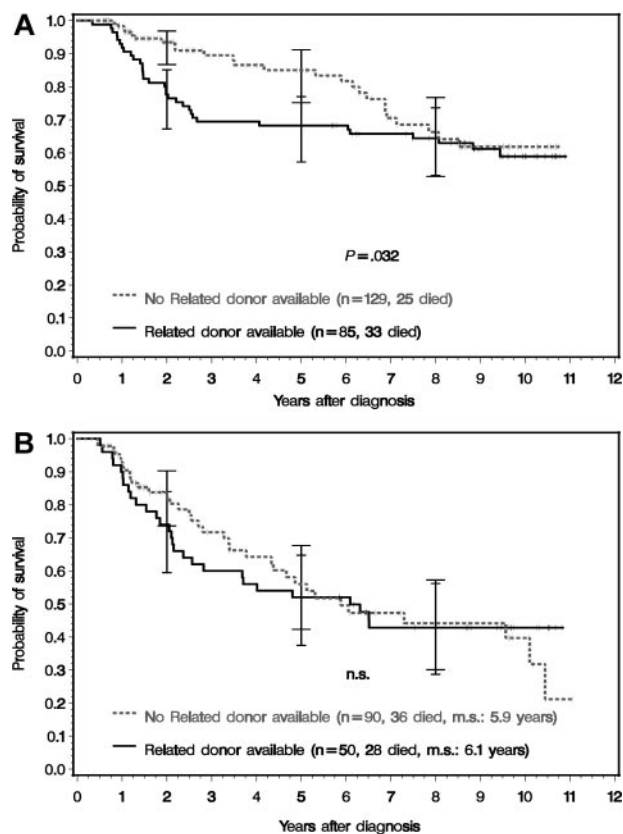 A
Probability of survival
1.0
0.9
0.8
0.7
0.6
0.5
0.4
0.3
0.2
0.1
0.0
P=.032
No Related donor available (n=129, 25 died)
Related donor available (n=85, 33 died)
0 1 2 3 4 5 6 7 8 9 10 11 12
Years after diagnosis
B
Probability of survival
1.0
0.9
0.8
0.7
0.6
0.5
0.4
0.3
0.2
0.1
0.0
n.s.
No Related donor available (n=90, 36 died, m.s.: 5.9 years)
Related donor available (n=50, 28 died, m.s.: 6.1 years)
0 1 2 3 4 5 6 7 8 9 10 11 12
Years after diagnosis